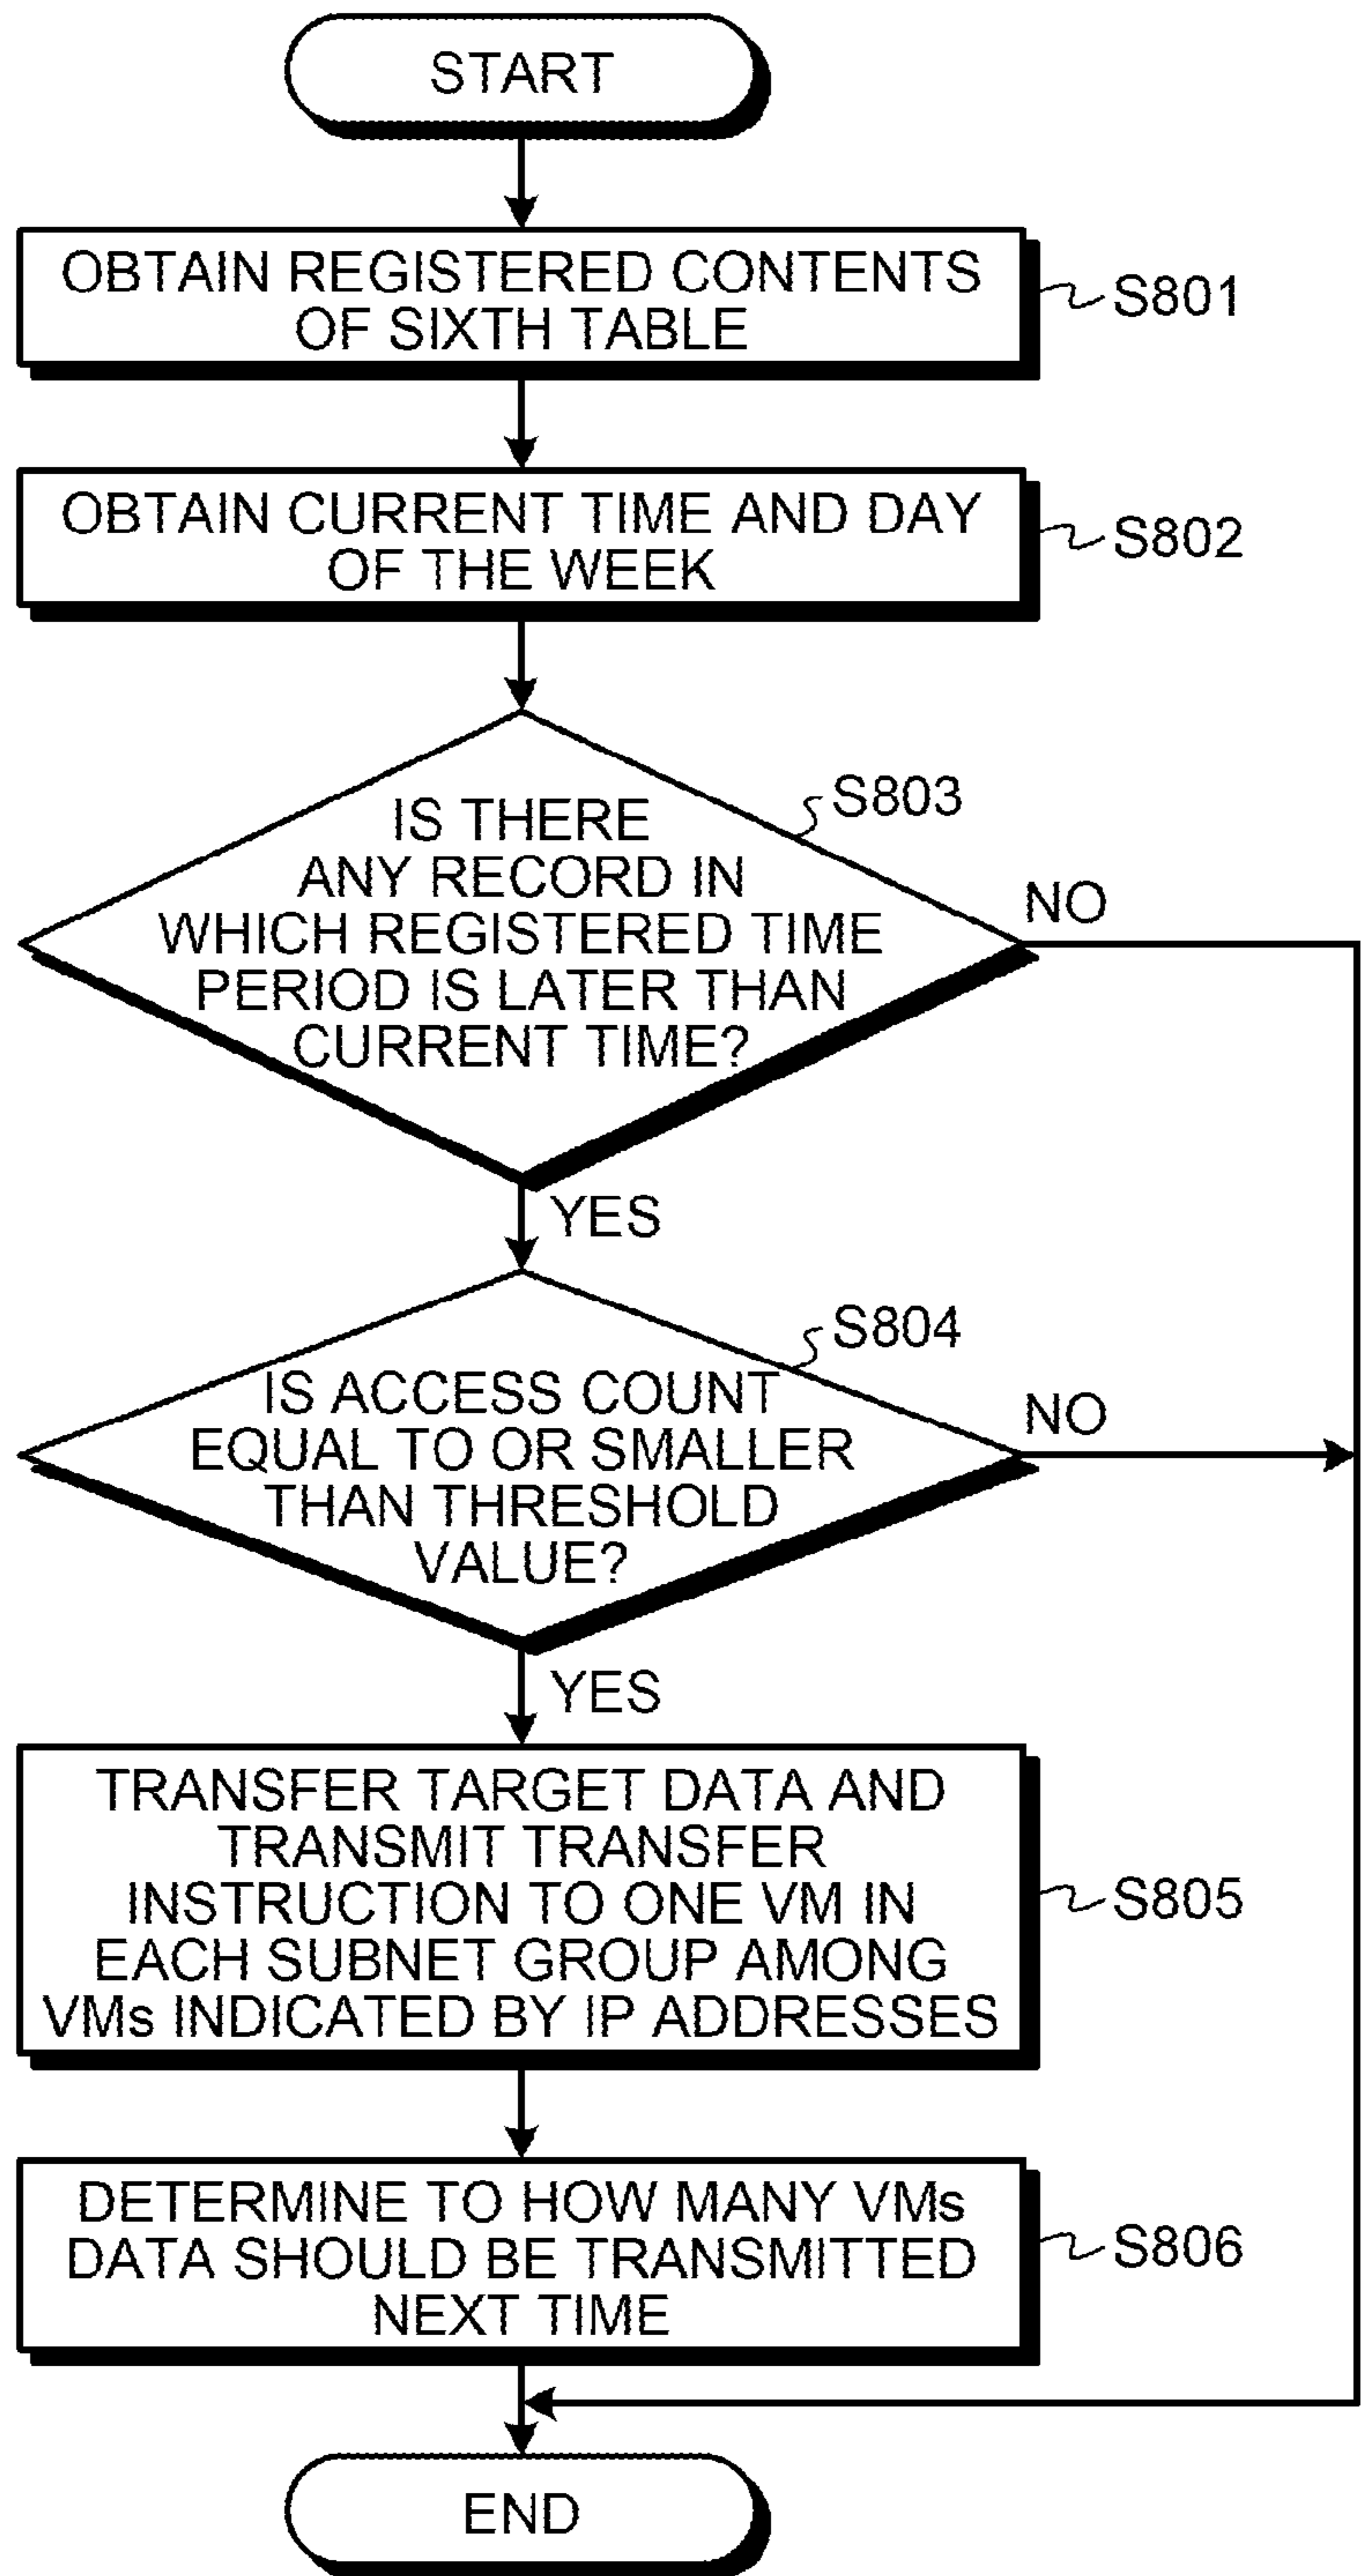 START
OBTAIN REGISTERED CONTENTS
OF SIXTH TABLE
S801
OBTAIN CURRENT TIME AND DAY
OF THE WEEK
S802
S803
IS THERE
ANY RECORD IN
WHICH REGISTERED TIME
PERIOD IS LATER THAN
CURRENT TIME?
NO
YES
S804
IS ACCESS COUNT
EQUAL TO OR SMALLER
THAN THRESHOLD
VALUE?
NO
YES
TRANSFER TARGET DATA AND
TRANSMIT TRANSFER
INSTRUCTION TO ONE VM IN
EACH SUBNET GROUP AMONG
VMs INDICATED BY IP ADDRESSES
S805
DETERMINE TO HOW MANY VMs
DATA SHOULD BE TRANSMITTED
NEXT TIME
S806
END